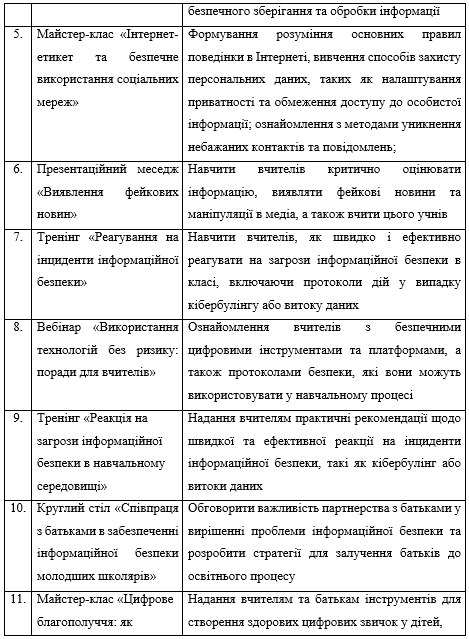 безпечного зберігання та обробки інформації
5. Майстер-клас «Інтернет-
етикет та безпечне
використання соціальних
мереж»
Формування розуміння основних правил
поведінки в Інтернеті, вивчення способів захисту
персональних даних, таких як налаштування
приватності та обмеження доступу до особистої
інформації; ознайомлення з методами уникнення
небажаних контактів та повідомлень;
6. Презентаційний меседж
«Виявлення фейкових
новин»
Навчити вчителів критично оцінювати
інформацію, виявляти фейкові новини та
маніпуляції в медіа, а також вчити цього учнів
7. Тренінг «Реагування на
інциденти інформаційної
безпеки»
Навчити вчителів, як швидко і ефективно
реагувати на загрози інформаційної безпеки в
класі, включаючи протоколи дій у випадку
кібербулінгу або витоку даних
8. Вебінар «Використання
технологій без ризику:
поради для вчителів»
Ознайомлення вчителів з безпечними
цифровими інструментами та платформами, а
також протоколами безпеки, які вони можуть
використовувати у навчальному процесі
9. Тренінг «Реакція на
загрози інформаційної
безпеки в навчальному
середовищі»
Надання вчителям практичні рекомендації щодо
швидкої та ефективної реакції на інциденти
інформаційної безпеки, такі як кібербулінг або
витоки даних
10. Круглий стіл «Співпраця
з батьками в забезпеченні
інформаційної безпеки
молодших школярів»
Обговорити важливість партнерства з батьками у
вирішенні проблеми інформаційної безпеки та
розробити стратегії для залучення батьків до
освітнього процесу
11. Майстер-клас «Цифрове
благополуччя: як
Надання вчителям та батькам інструментів для
створення здорових цифрових звичок у дітей,